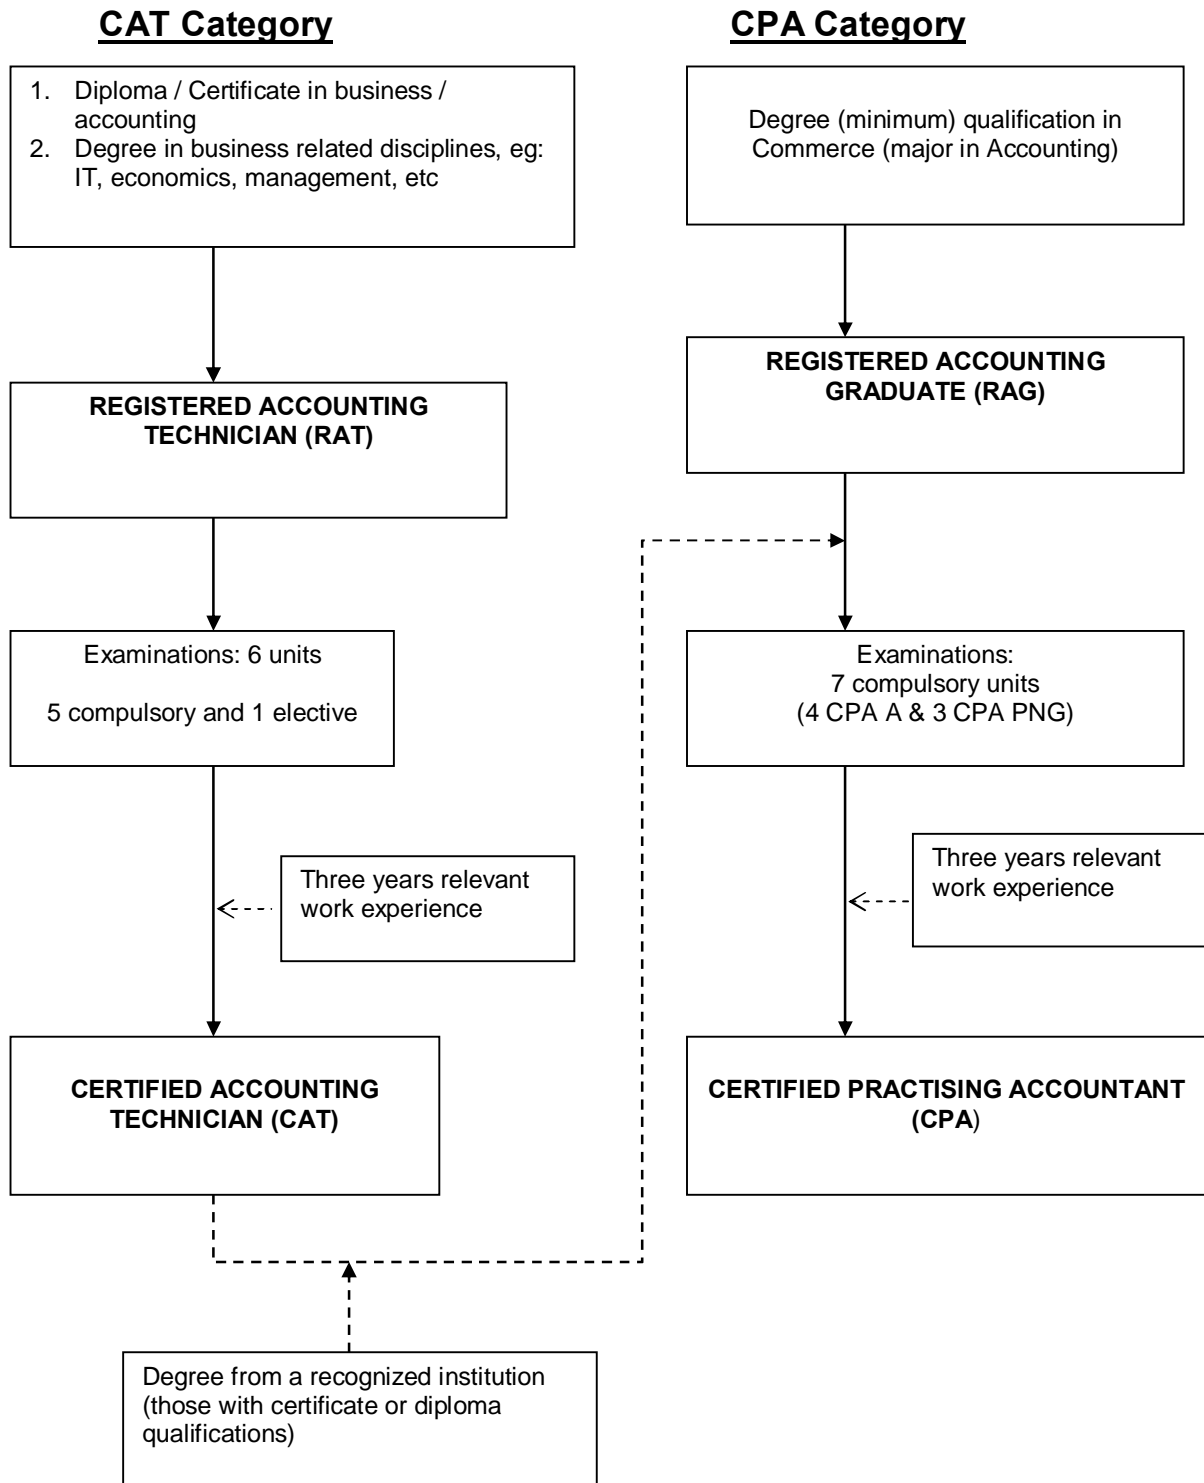 CAT Category
CPA Category
1. Diploma / Certificate in business /
accounting
2. Degree in business related disciplines, eg:
IT, economics, management, etc
Degree (minimum) qualification in
Commerce (major in Accounting)
REGISTERED ACCOUNTING
TECHNICIAN (RAT)
REGISTERED ACCOUNTING
GRADUATE (RAG)
Examinations: 6 units
5 compulsory and 1 elective
Examinations:
7 compulsory units
(4 CPA A & 3 CPA PNG)
Three years relevant
work experience
Three years relevant
work experience
CERTIFIED ACCOUNTING
TECHNICIAN (CAT)
CERTIFIED PRACTISING ACCOUNTANT
(CPA)
Degree from a recognized institution
(those with certificate or diploma
qualifications)